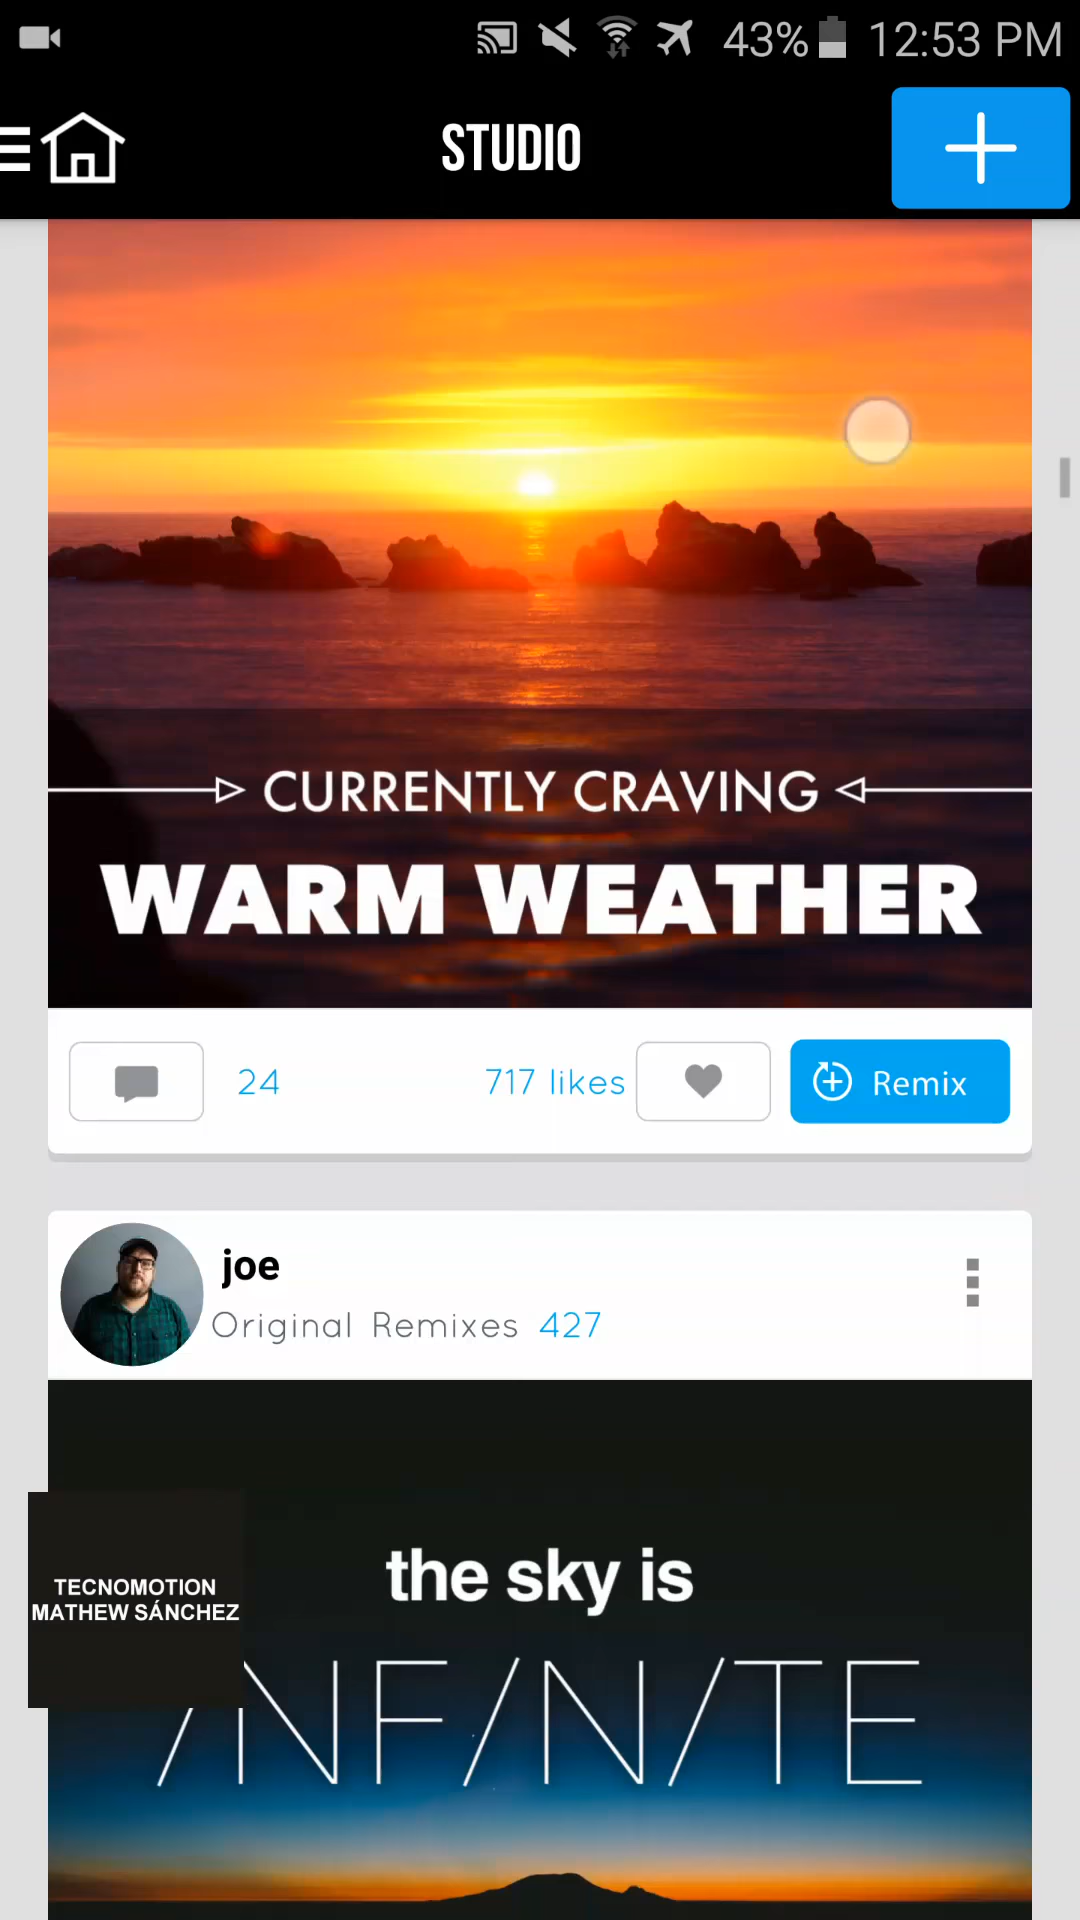 43% 12:53 PM
STUDIO
CURRENTLY CRAVING
WARM WEATHER
24 717 likes Remix
joe
Original Remixes 427
the sky is
TECNOMOTION
MATHEW SÁNCHEZ
/NF/N/TE